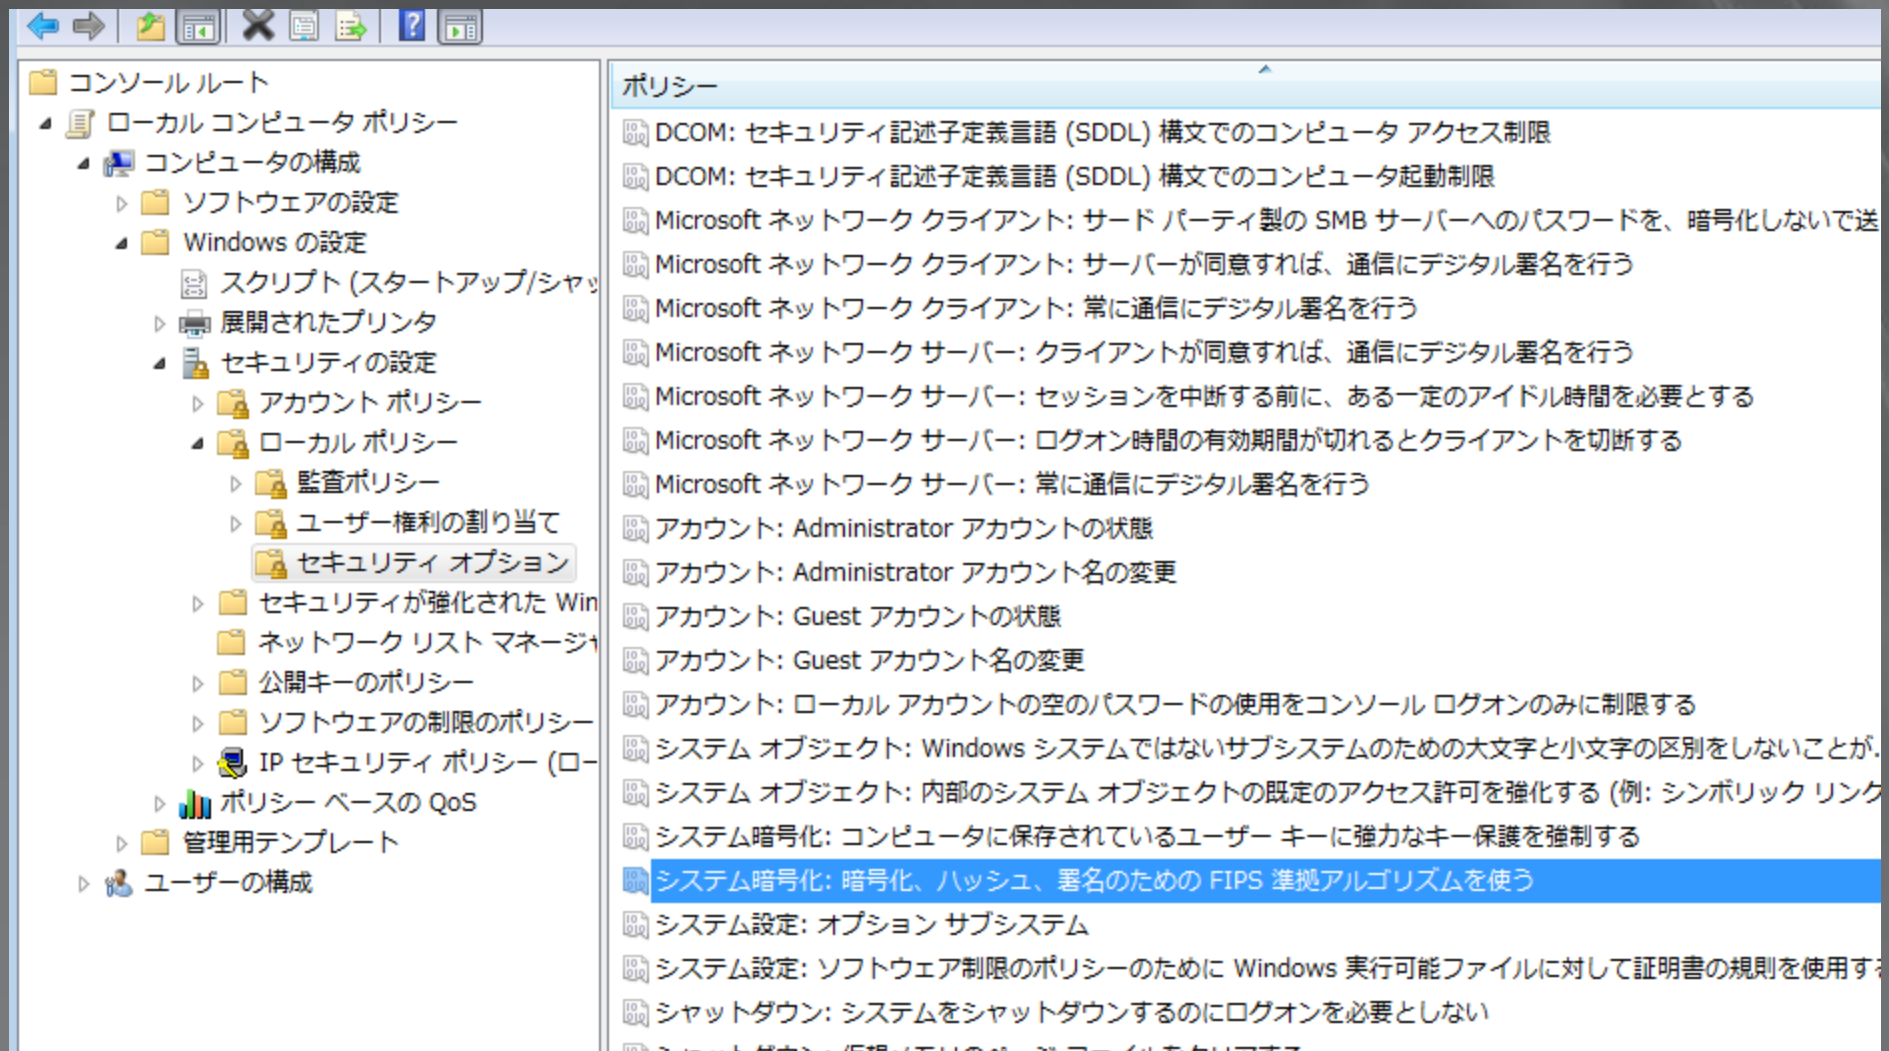 コンソール ルート
ローカル コンピュータ ポリシー
コンピュータの構成
ソフトウェアの設定
Windows の設定
スクリプト (スタートアップ/シャッ
展開されたプリンタ
セキュリティの設定
アカウント ポリシー
ローカル ポリシー
監査ポリシー
ユーザー権利の割り当て
セキュリティ オプション
セキュリティが強化された Win
ネットワーク リスト マネージャ
公開キーのポリシー
ソフトウェアの制限のポリシー
IP セキュリティ ポリシー (ロー
ポリシー ベースの QoS
管理用テンプレート
ユーザーの構成
ポリシー
DCOM: セキュリティ記述子定義言語 (SDDL) 構文でのコンピュータ アクセス制限
DCOM: セキュリティ記述子定義言語 (SDDL) 構文でのコンピュータ起動制限
Microsoft ネットワーク クライアント: サード パーティ製の SMB サーバーへのパスワードを、暗号化しないで送
Microsoft ネットワーク クライアント: サーバーが同意すれば、通信にデジタル署名を行う
Microsoft ネットワーク クライアント: 常に通信にデジタル署名を行う
Microsoft ネットワーク サーバー: クライアントが同意すれば、通信にデジタル署名を行う
Microsoft ネットワーク サーバー: セッションを中断する前に、ある一定のアイドル時間を必要とする
Microsoft ネットワーク サーバー: ログオン時間の有効期間が切れるとクライアントを切断する
Microsoft ネットワーク サーバー: 常に通信にデジタル署名を行う
アカウント: Administrator アカウントの状態
アカウント: Administrator アカウント名の変更
アカウント: Guest アカウントの状態
アカウント: Guest アカウント名の変更
アカウント: ローカル アカウントの空のパスワードの使用をコンソール ログオンのみに制限する
システム オブジェクト: Windows システムではないサブシステムのための大文字と小文字の区別をしないことが.
システム オブジェクト: 内部のシステム オブジェクトの既定のアクセス許可を強化する (例: シンボリック リンク
システム暗号化: コンピュータに保存されているユーザー キーに強力なキー保護を強制する
システム暗号化: 暗号化、ハッシュ、署名のための FIPS 準拠アルゴリズムを使う
システム設定: オプション サブシステム
システム設定: ソフトウェア制限のポリシーのために Windows 実行可能ファイルに対して証明書の規則を使用す
シャットダウン: システムをシャットダウンするのにログオンを必要としない
シャットダウン: 仮想メモリのページ ファイルをクリアする